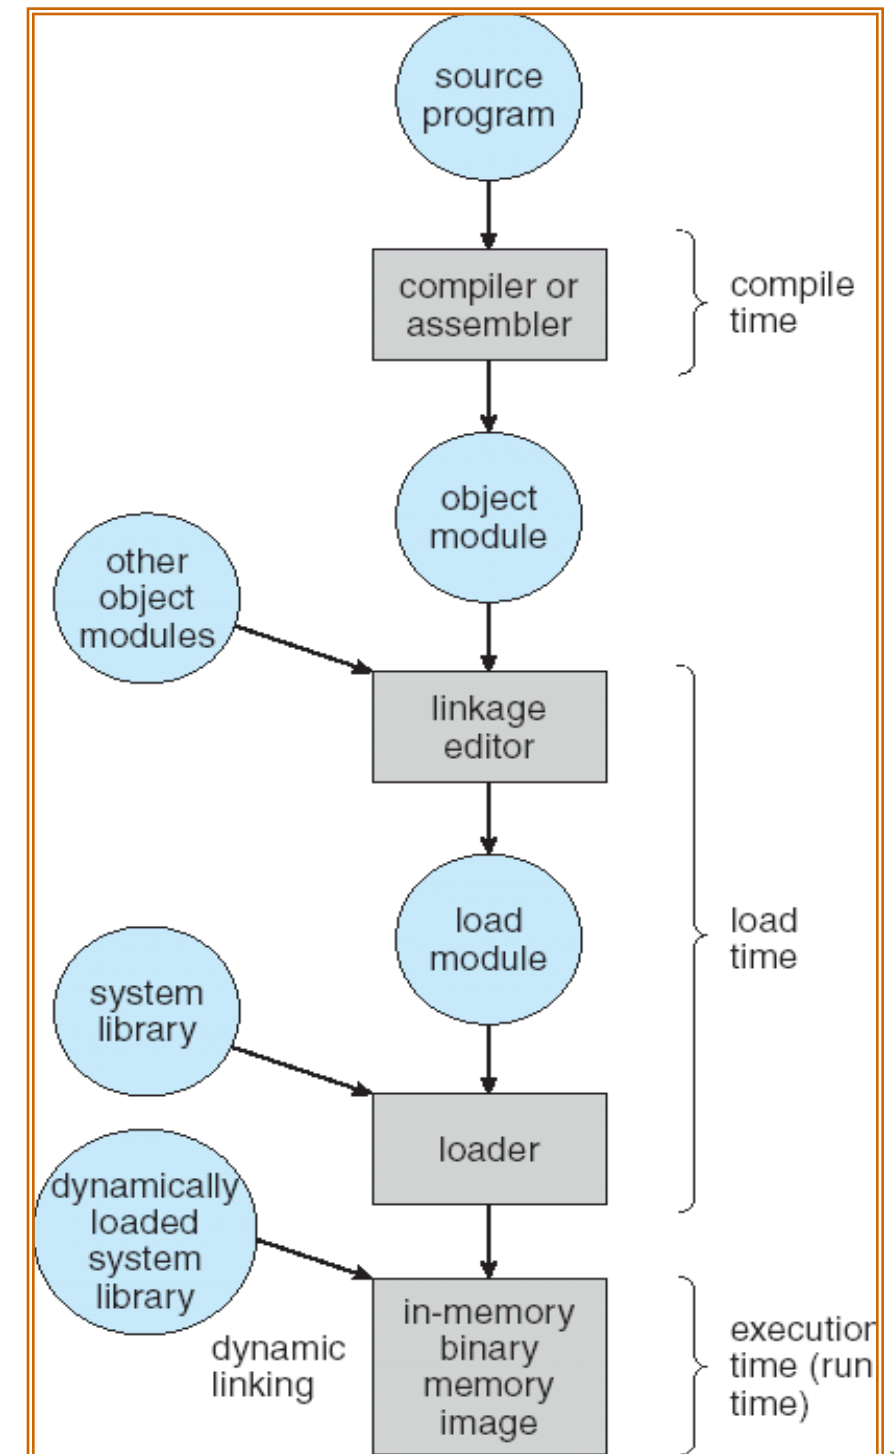 source
program
compiler or
assembler
compile
time
object
module
other
object
modules
linkage
editor
load
module
load
time
system
library
loader
dynamically
loaded
system
library
dynamic
linking
in-memory
binary
memory
image
execution
time (run
time)